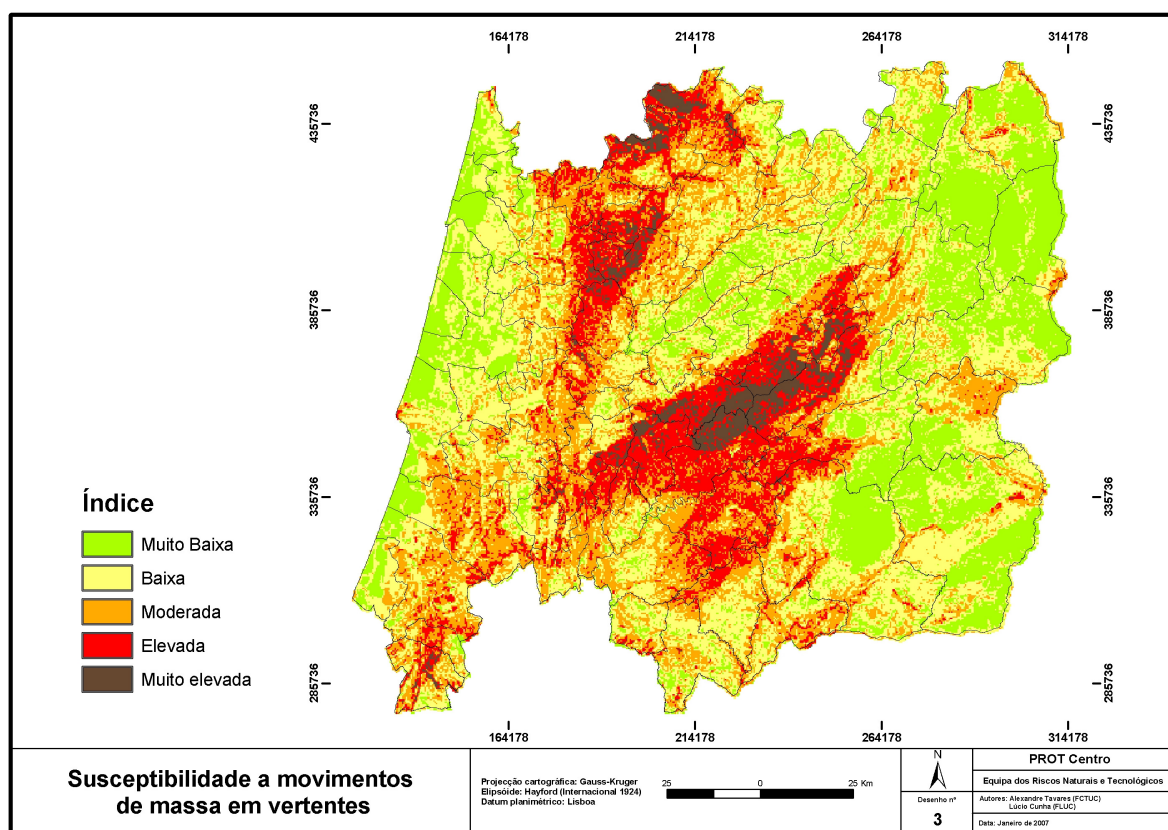 164178 214178 264178 314178
435736 435736
385736 385736
335736 335736
285736 285736
164178 214178 264178 314178
Índice
Muito Baixa
Baixa
Moderada
Elevada
Muito elevada
Susceptibilidade a movimentos
de massa em vertentes
Projecção cartográfica: Gauss-Kruger
Elipsóide: Hayford (Internacional 1924)
Datum planimétrico: Lisboa
25 0 25 Km
N
Desenho nº
3
PROT Centro
Equipa dos Riscos Naturais e Tecnológicos
Autores: Alexandre Tavares (FCTUC)
Lúcio Cunha (FLUC)
Data: Janeiro de 2007